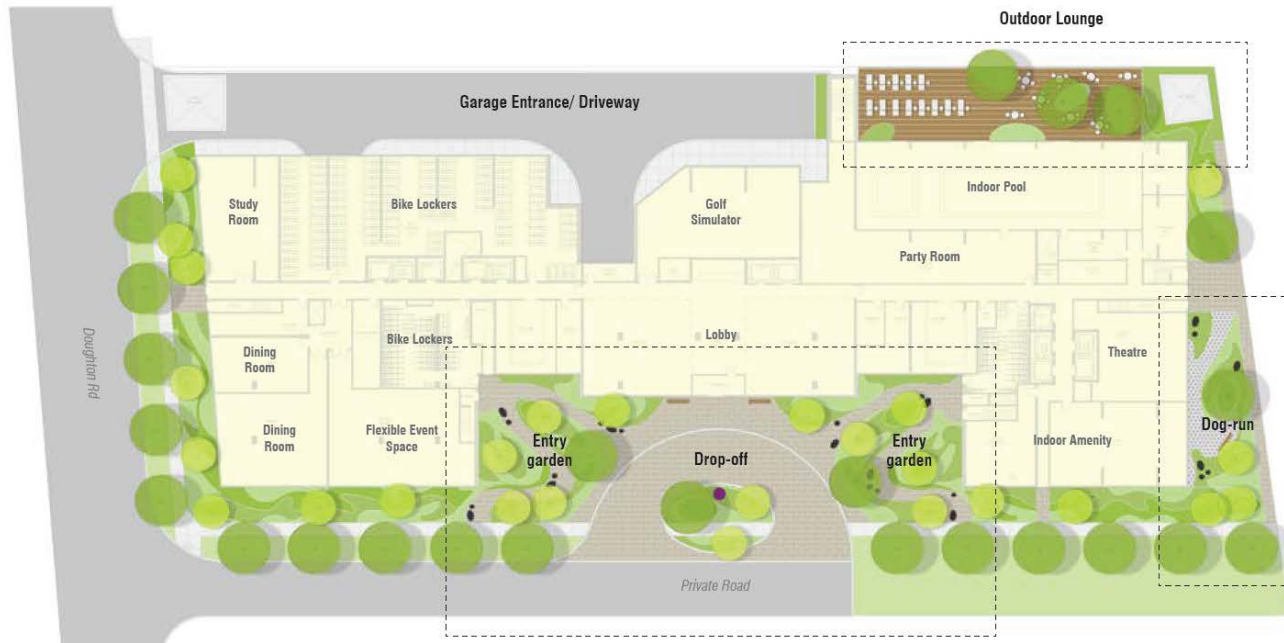 Outdoor Lounge
Garage Entrance/ Driveway
Study
Room
Bike Lockers
Golf
Simulator
Indoor Pool
Party Room
Doughton Rd
Bike Lockers
Lobby
Dining
Room
Theatre
Dining
Room
Flexible Event
Space
Entry
garden
Drop-off
Entry
garden
Indoor Amenity
Dog-run
Private Road